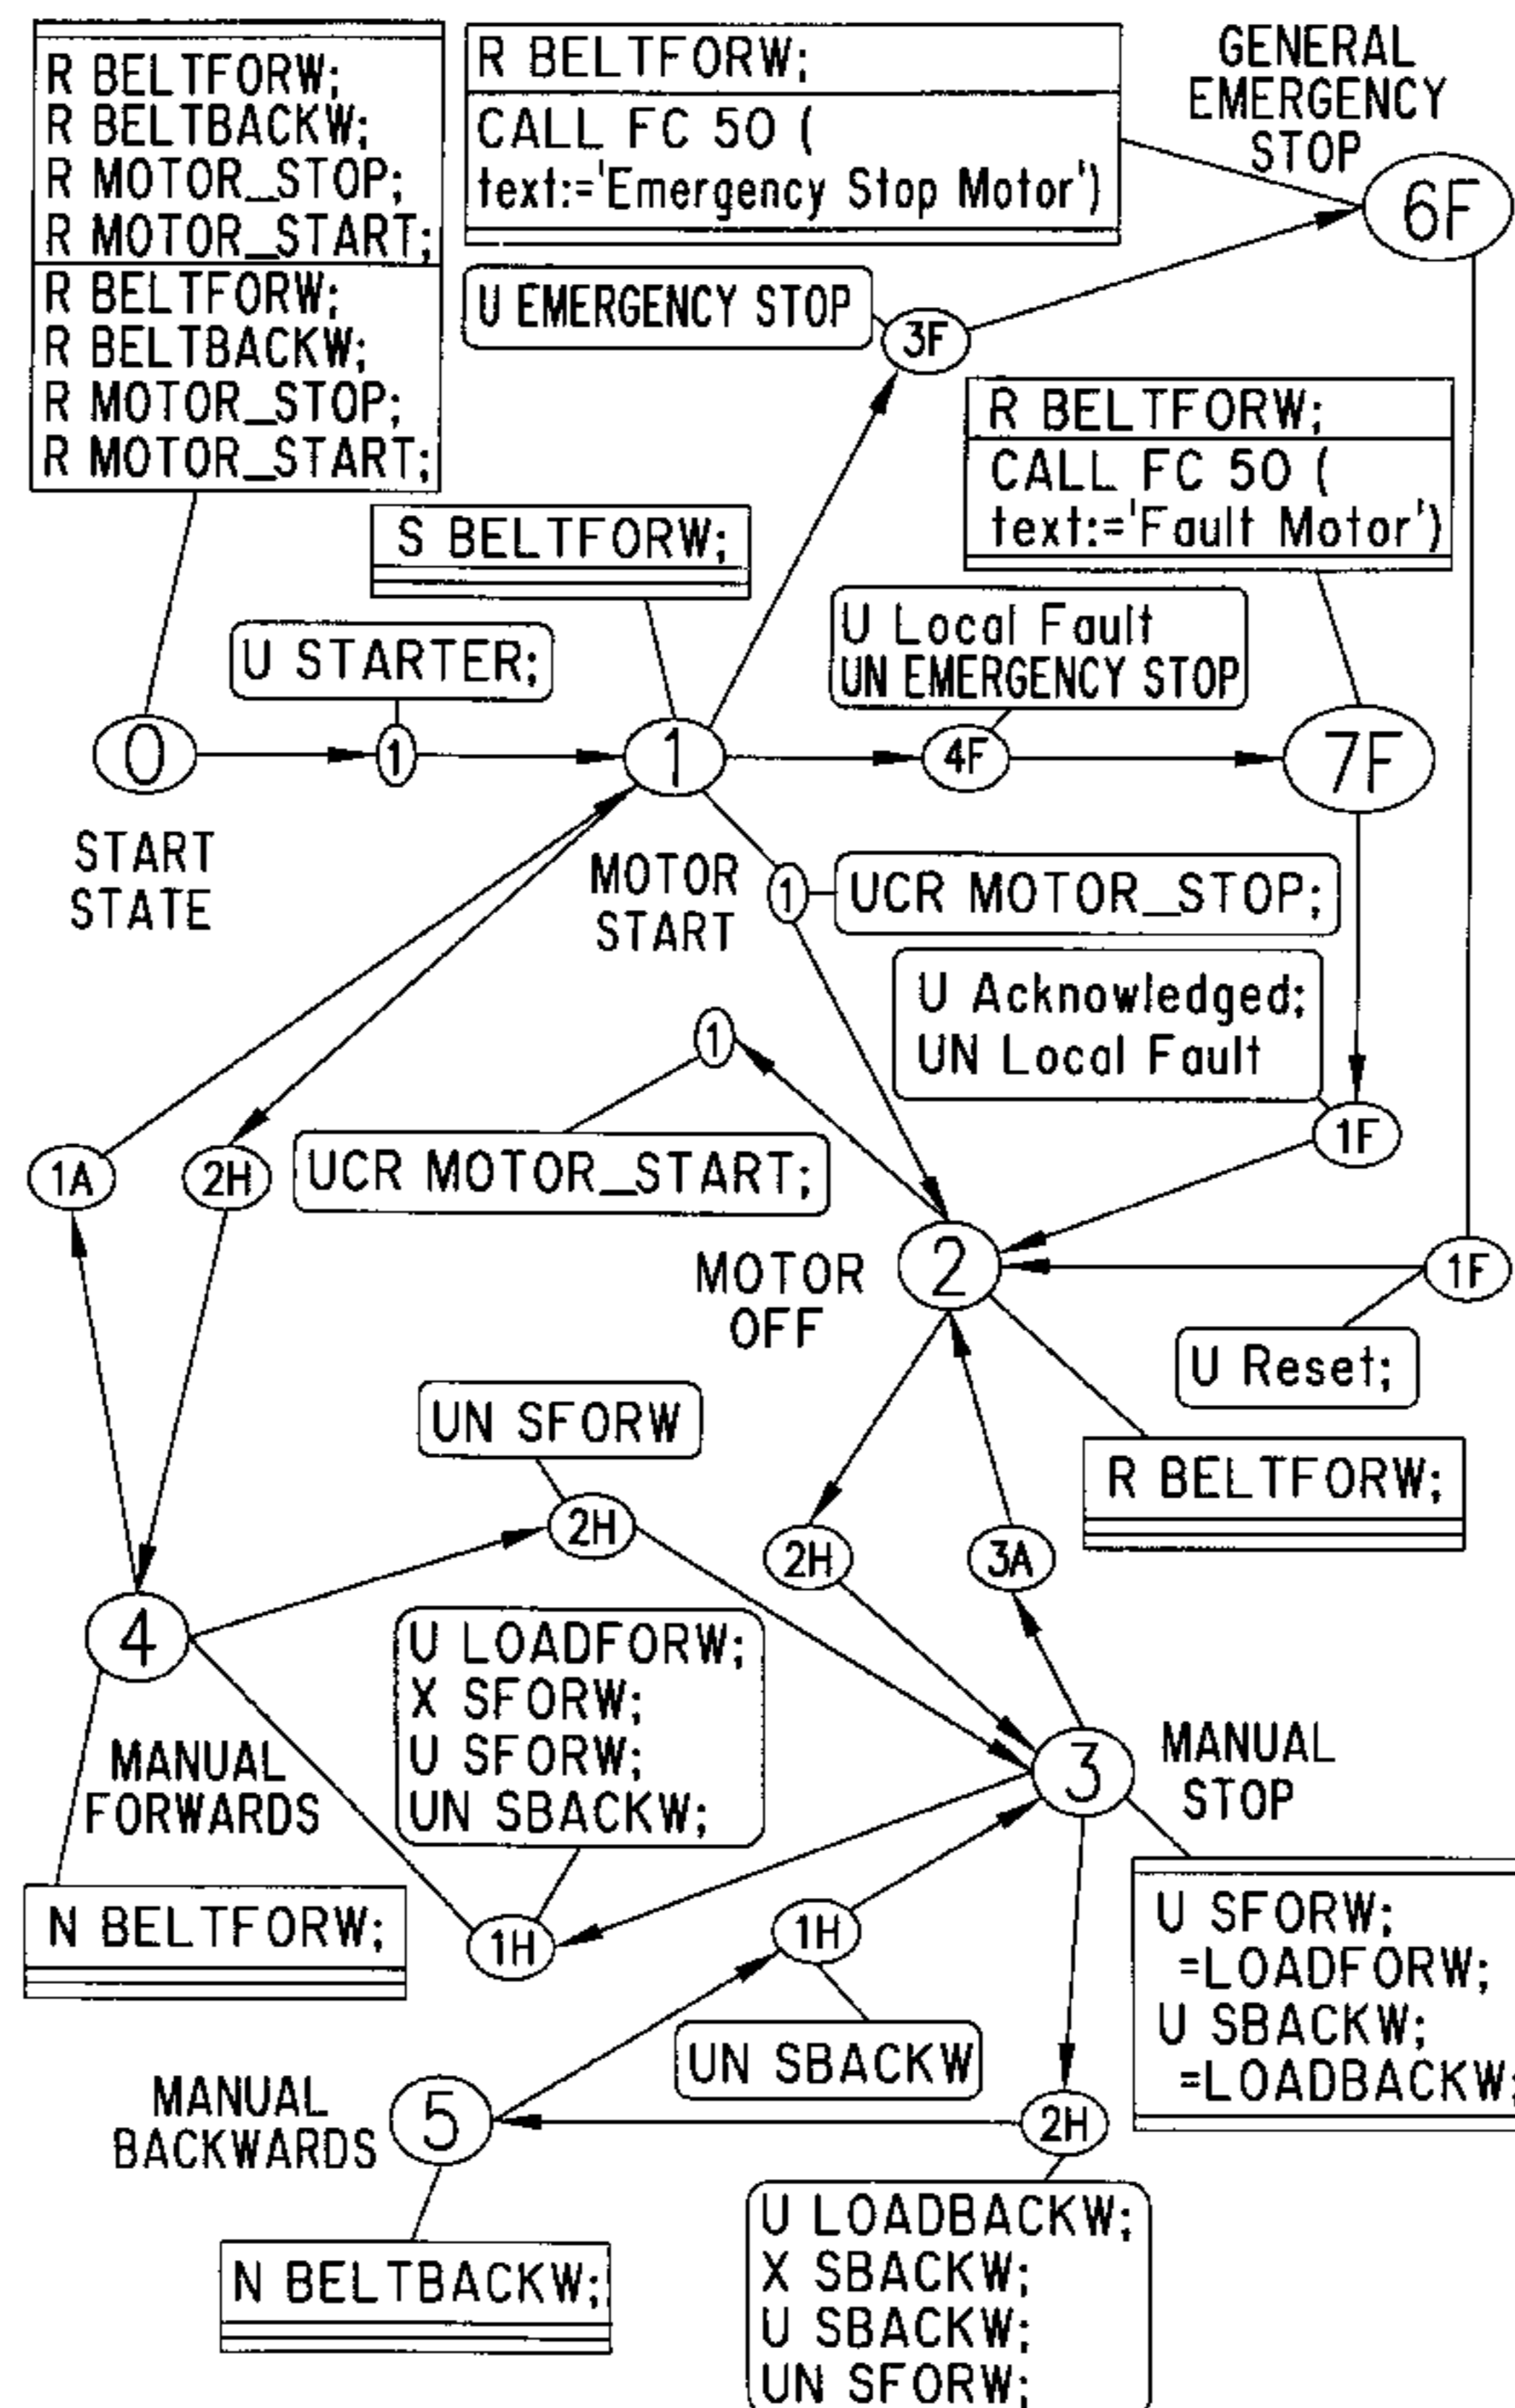 R BELTFORW;
R BELTBACKW;
R MOTOR_STOP;
R MOTOR_START;
R BELTFORW;
R BELTBACKW;
R MOTOR_STOP;
R MOTOR_START;
R BELTFORW;
CALL FC 50 (
text:='Emergency Stop Motor')
GENERAL
EMERGENCY
STOP
6F
U EMERGENCY STOP
3F
R BELTFORW;
CALL FC 50 (
text:='Fault Motor')
S BELTFORW;
U STARTER;
U Local Fault
UN EMERGENCY STOP
0
1
1
4F
7F
START
STATE
MOTOR
START
1
UCR MOTOR_STOP;
U Acknowledged;
UN Local Fault
1
1F
1A
2H
UCR MOTOR_START;
MOTOR
OFF
2
1F
U Reset;
UN SFORW
R BELTFORW;
2H
2H
3A
4
U LOADFORW;
X SFORW;
U SFORW;
UN SBACKW;
MANUAL
FORWARDS
3
MANUAL
STOP
N BELTFORW;
1H
1H
U SFORW;
=LOADFORW;
U SBACKW;
=LOADBACKW;
UN SBACKW
MANUAL
BACKWARDS
5
2H
N BELTBACKW;
U LOADBACKW;
X SBACKW;
U SBACKW;
UN SFORW;